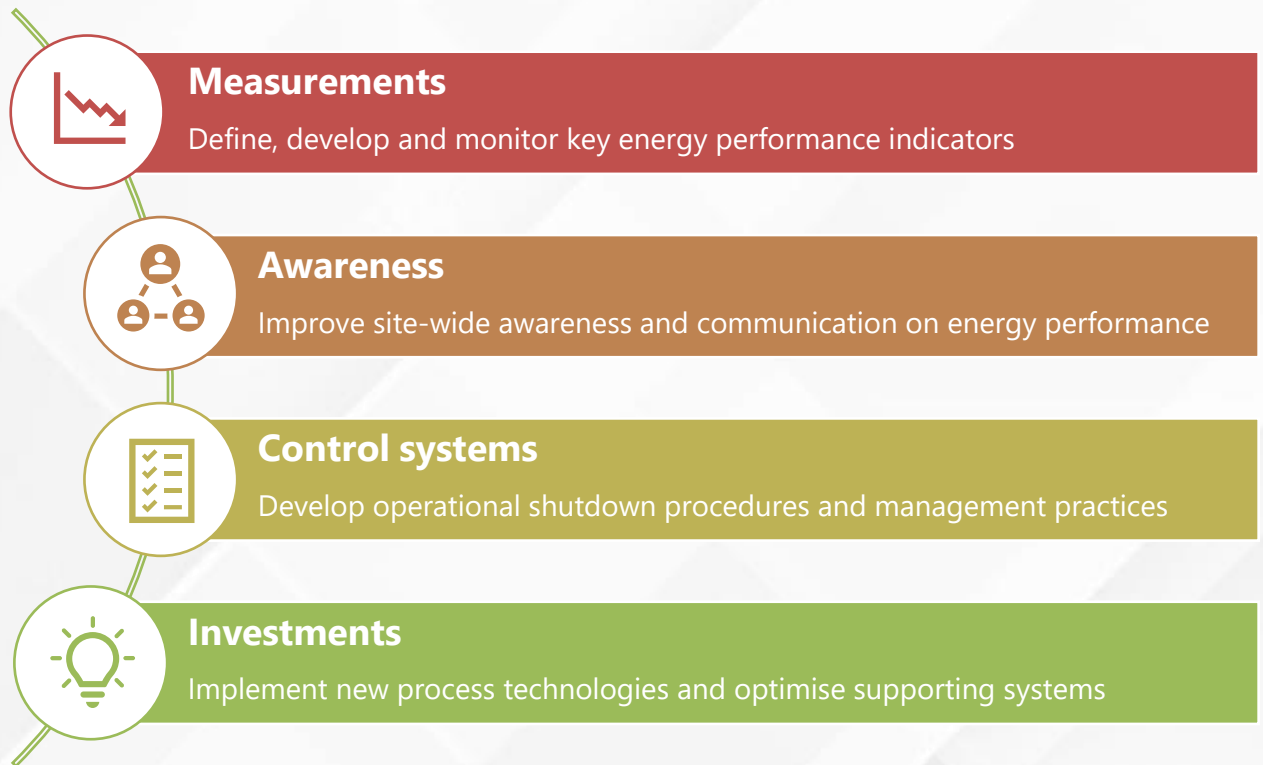 Measurements
Define, develop and monitor key energy performance indicators
Awareness
Improve site-wide awareness and communication on energy performance
Control systems
Develop operational shutdown procedures and management practices
Investments
Implement new process technologies and optimise supporting systems